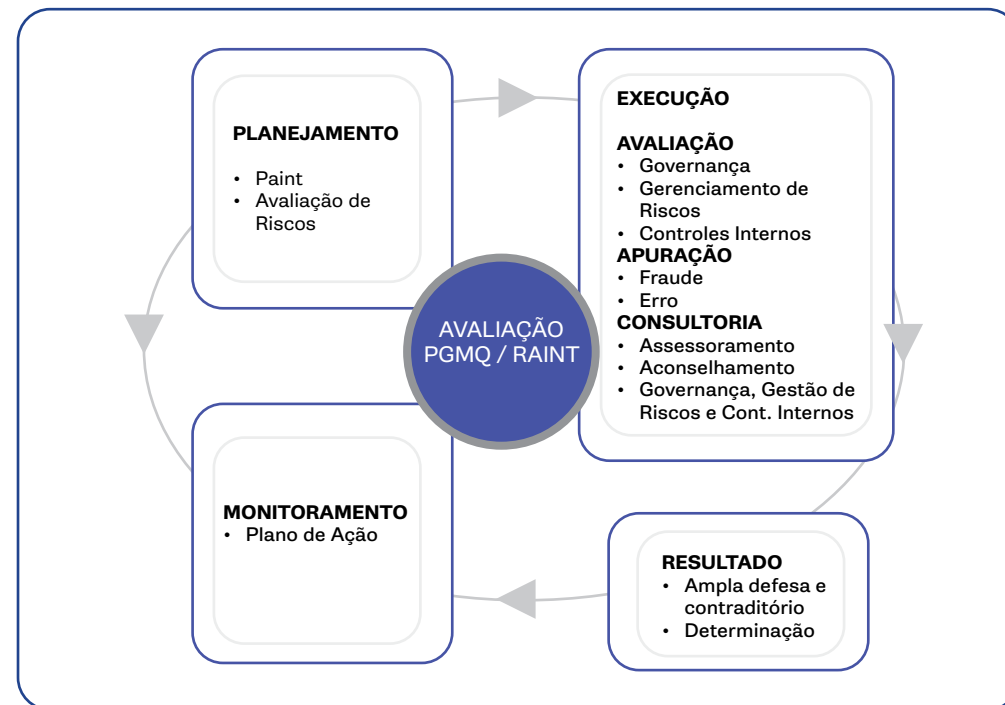 PLANEJAMENTO
• Paint
• Avaliação de
Riscos
EXECUÇÃO
AVALIAÇÃO
• Governança
• Gerenciamento de
Riscos
• Controles Internos
APURAÇÃO
• Fraude
• Erro
CONSULTORIA
• Assessoramento
• Aconselhamento
• Governança, Gestão de
Riscos e Cont. Internos
AVALIAÇÃO
PGMQ / RAINT
MONITORAMENTO
• Plano de Ação
RESULTADO
• Ampla defesa e
contraditório
• Determinação